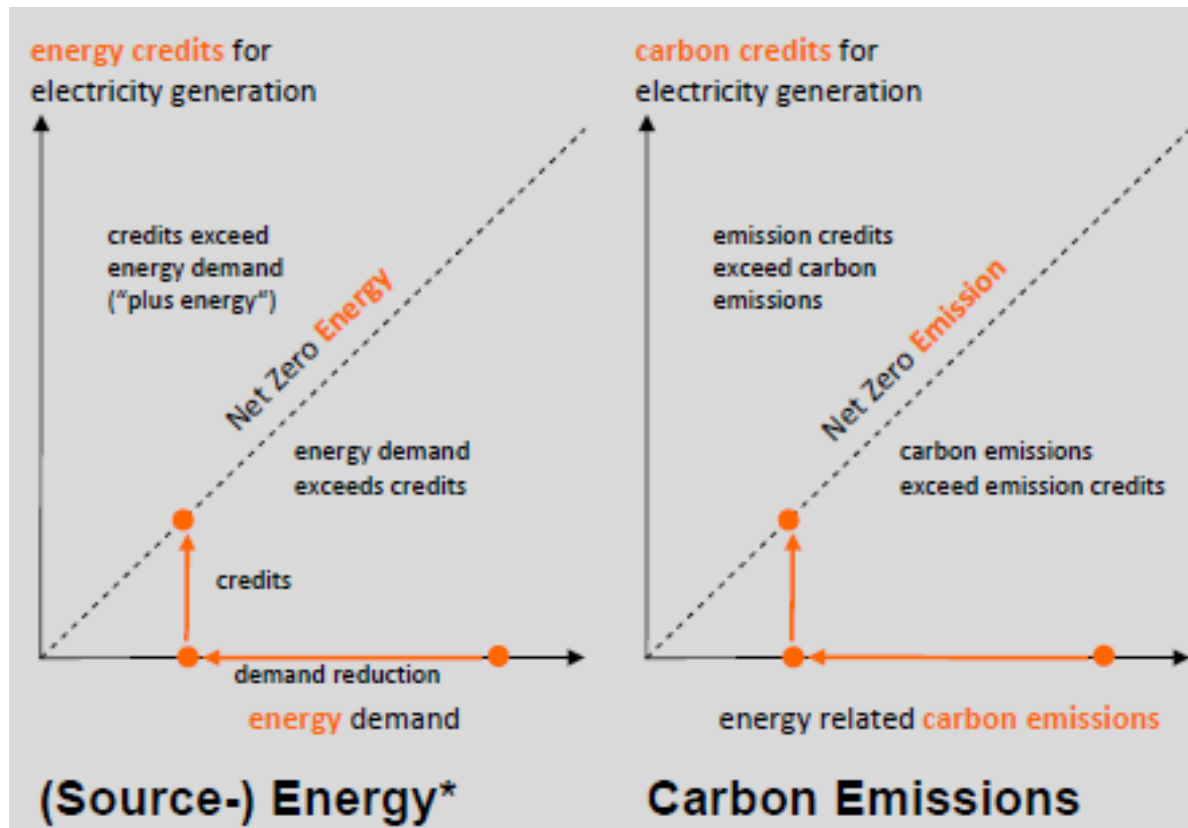 energy credits for
electricity generation
credits exceed
energy demand
("plus energy")
Net Zero Energy
energy demand
exceeds credits
credits
demand reduction
energy demand
(Source-) Energy*
carbon credits for
electricity generation
emission credits
exceed carbon
emissions
Net Zero Emission
carbon emissions
exceed emission credits
energy related carbon emissions
Carbon Emissions